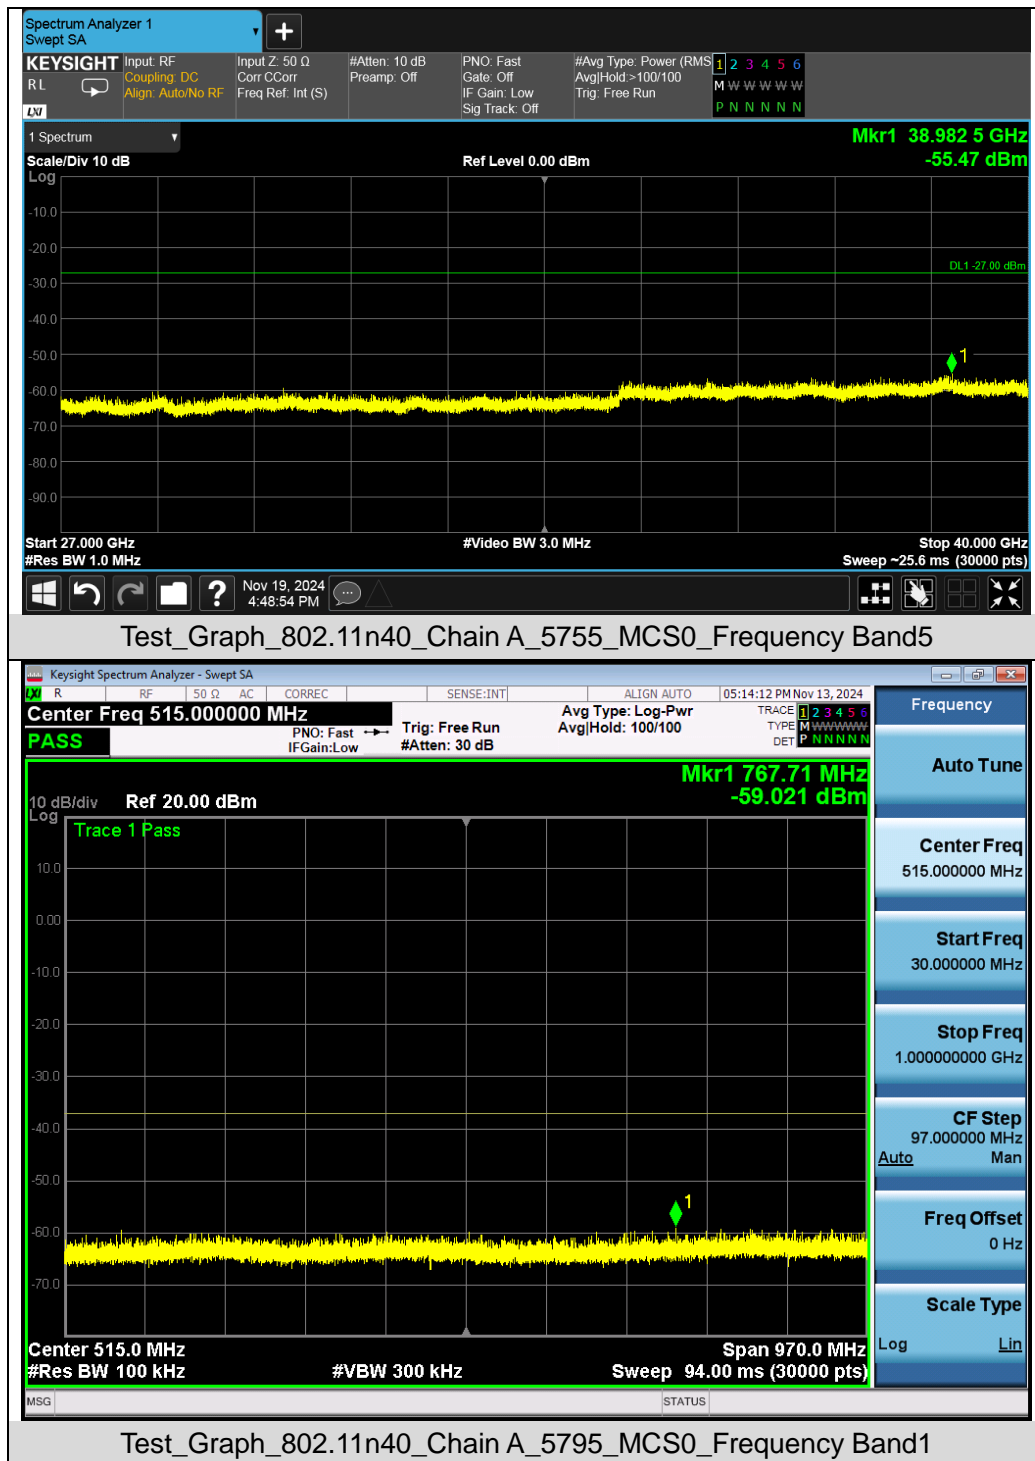 Spectrum Analyzer 1
Swept SA
KEYSIGHT
R L
LXI
Input: RF
Coupling: DC
Align: Auto/No RF
Input Z: 50 Ω
Corr CCorr
Freq Ref: Int (S)
#Atten: 10 dB
Preamp: Off
PNO: Fast
Gate: Off
IF Gain: Low
Sig Track: Off
#Avg Type: Power (RMS
Avg|Hold:>100/100
Trig: Free Run
1 2 3 4 5 6
M W W W W W
P N N N N N
1 Spectrum
Mkr1 38.982 5 GHz
Scale/Div 10 dB
Ref Level 0.00 dBm
-55.47 dBm
Log
-10.0
-20.0
DL1 -27.00 dBm
-30.0
-40.0
-50.0
1
-60.0
-70.0
-80.0
-90.0
Start 27.000 GHz
#Video BW 3.0 MHz
Stop 40.000 GHz
#Res BW 1.0 MHz
Sweep ~25.6 ms (30000 pts)
?
Nov 19, 2024
4:48:54 PM
Test_Graph_802.11n40_Chain A_5755_MCS0_Frequency Band5
Keysight Spectrum Analyzer - Swept SA
LXI R RF 50 Ω AC CORREC SENSE:INT ALIGN AUTO 05:14:12 PM Nov 13, 2024
Center Freq 515.000000 MHz
PASS
PNO: Fast
IFGain:Low
Trig: Free Run
#Atten: 30 dB
Avg Type: Log-Pwr
Avg|Hold: 100/100
TRACE 1 2 3 4 5 6
TYPE M W W W W W
DET P N N N N N
Frequency
Auto Tune
Center Freq
515.000000 MHz
Start Freq
30.000000 MHz
Stop Freq
1.000000000 GHz
CF Step
97.000000 MHz
Auto Man
Freq Offset
0 Hz
Scale Type
Log Lin
Mkr1 767.71 MHz
-59.021 dBm
10 dB/div Ref 20.00 dBm
Log
Trace 1 Pass
10.0
0.00
-10.0
-20.0
-30.0
-40.0
-50.0
1
-60.0
-70.0
Center 515.0 MHz
Span 970.0 MHz
#Res BW 100 kHz
#VBW 300 kHz
Sweep 94.00 ms (30000 pts)
MSG
STATUS
Test_Graph_802.11n40_Chain A_5795_MCS0_Frequency Band1